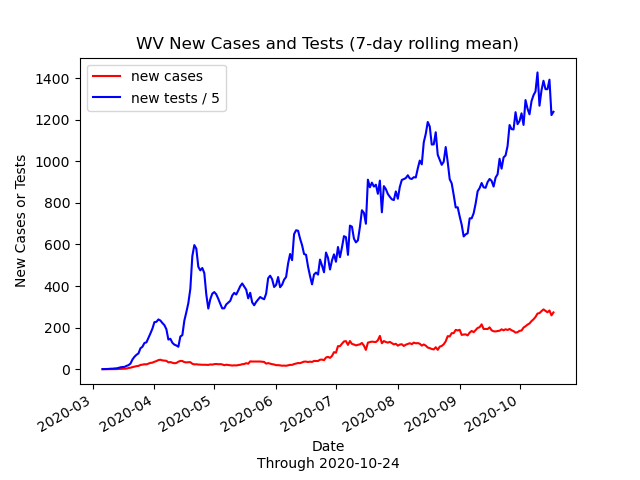 WV New Cases and Tests (7-day rolling mean)
new cases
new tests / 5
New Cases or Tests
1400
1200
1000
800
600
400
200
0
2020-03
2020-04
2020-05
2020-06
2020-07
2020-08
2020-09
2020-10
Date
Through 2020-10-24